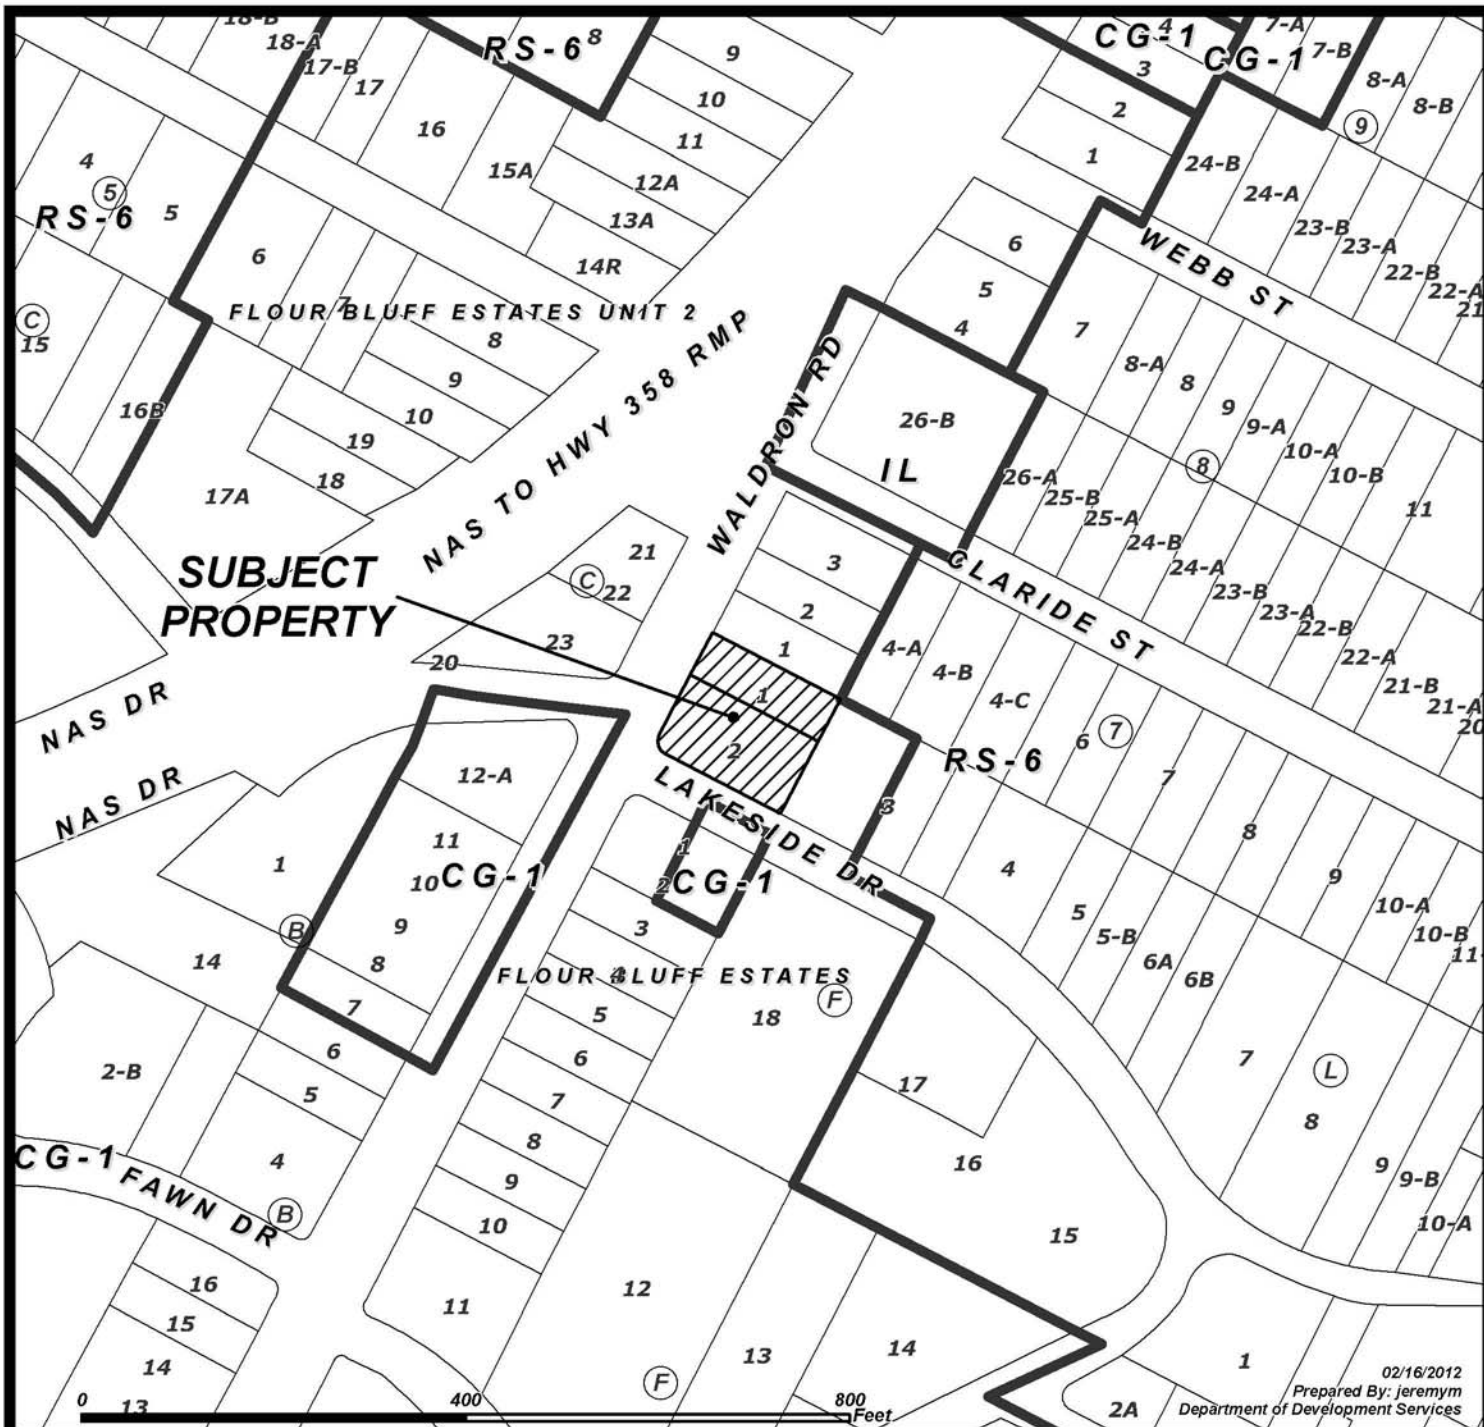 18-B
18-A
17-B
17
RS-6
8
9
CG-1
4
3
CG-1
7-A
7-B
8-A
8-B
9
16
10
2
4
5
15A
11
1
24-B
RS-6
5
12A
24-A
13A
23-B
6
14R
6
WEBB ST
23-A
22-B
22-A
21
7
FLOUR BLUFF ESTATES UNIT 2
5
C
15
8
4
7
9
NAS TO HWY 358 RMP
WALDRON RD
8-A
8
16B
10
26-B
9
9-A
19
IL
10-A
10-B
8
18
26-A
25-B
25-A
11
17A
24-B
21
3
CLARIDE ST
24-A
SUBJECT
PROPERTY
C
22
23-B
2
23-A
22-B
23
1
4-A
22-A
20
4-B
21-B
4-C
21-A
20
NAS DR
1
6
7
2
RS-6
7
12-A
LAKESIDE DR
NAS DR
3
8
11
1
1
4
9
10
CG-1
2
CG-1
5
10-A
9
B
3
5-B
10-B
11-
14
8
FLOUR BLUFF ESTATES
4
6A
6B
7
F
5
18
6
6
7
2-B
17
L
5
7
8
8
CG-1
4
16
9
9-B
FAWN DR
9
B
10
15
10-A
16
12
15
11
14
13
14
1
13
F
2A
0
400
800
Feet
02/16/2012
Prepared By: jeremym
Department of Development Services